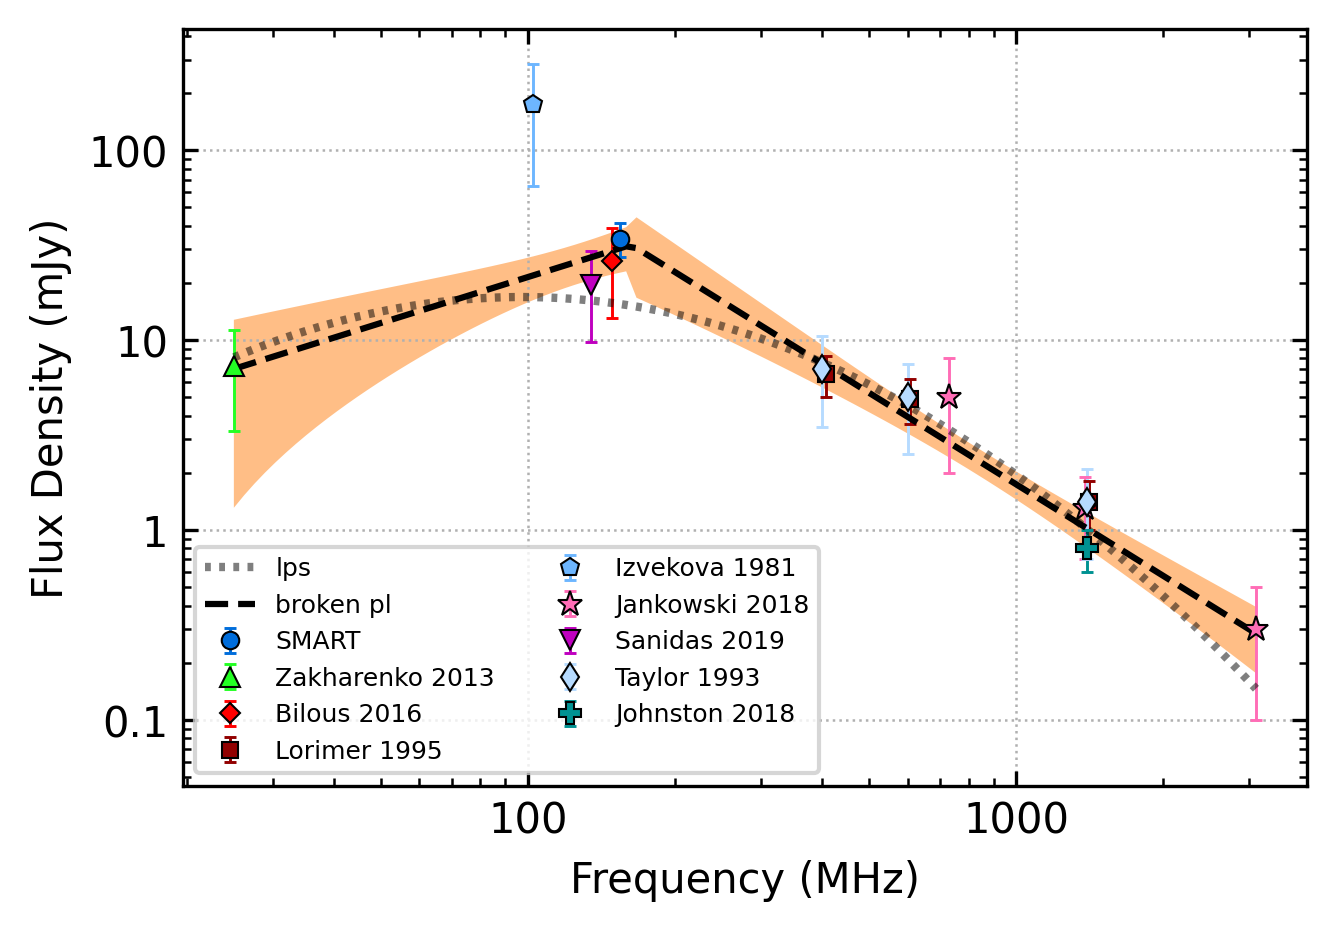 Flux Density (mJy)
100
10
1
0.1
lps
broken pl
SMART
Zakharenko 2013
Bilous 2016
Lorimer 1995
Izvekova 1981
Jankowski 2018
Sanidas 2019
Taylor 1993
Johnston 2018
100
1000
Frequency (MHz)